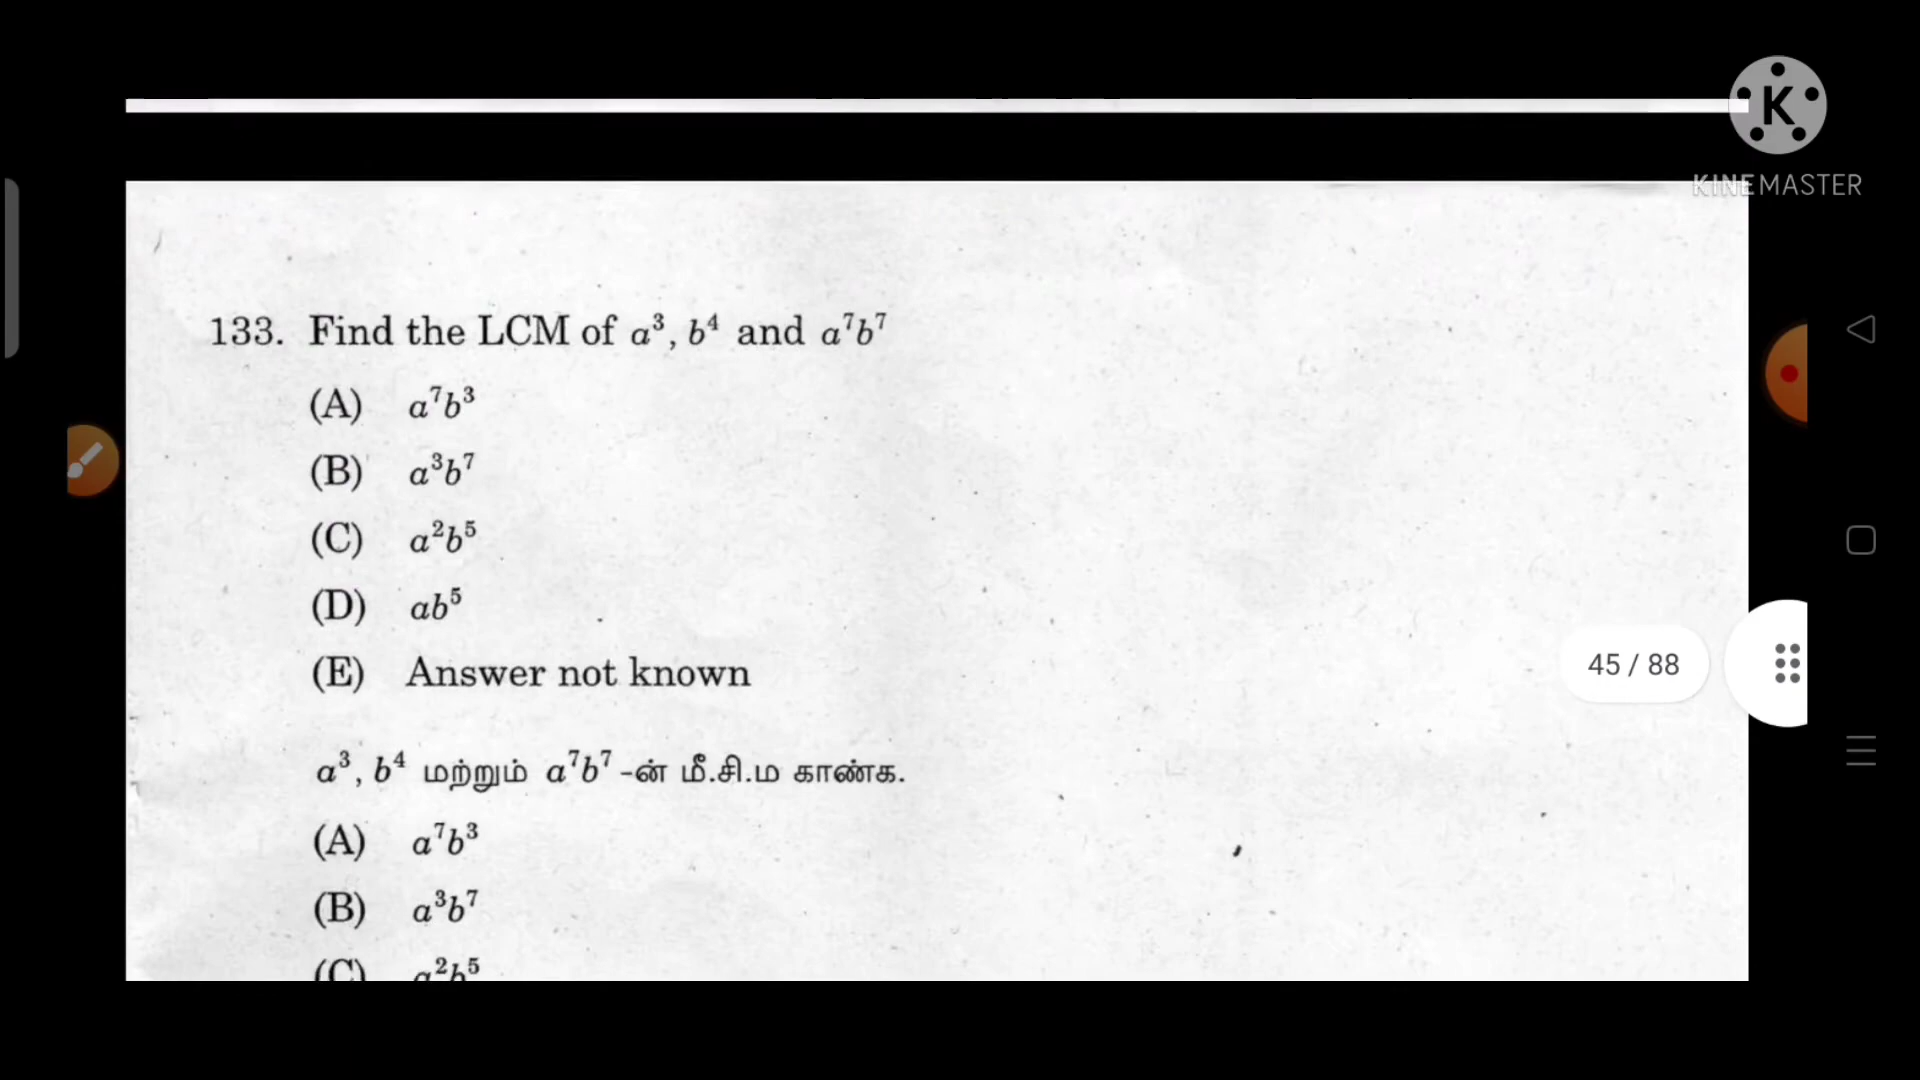 K
KINEMASTER
133. Find the LCM of a³, b⁴ and a⁷b⁷
(A) a⁷b³
(B) a³b⁷
(C) a²b⁵
(D) ab⁵
(E) Answer not known
45 / 88
a³, b⁴ மற்றும் a⁷b⁷ -ன் மீ.சி.ம காண்க.
(A) a⁷b³
(B) a³b⁷
(C) a²b⁵